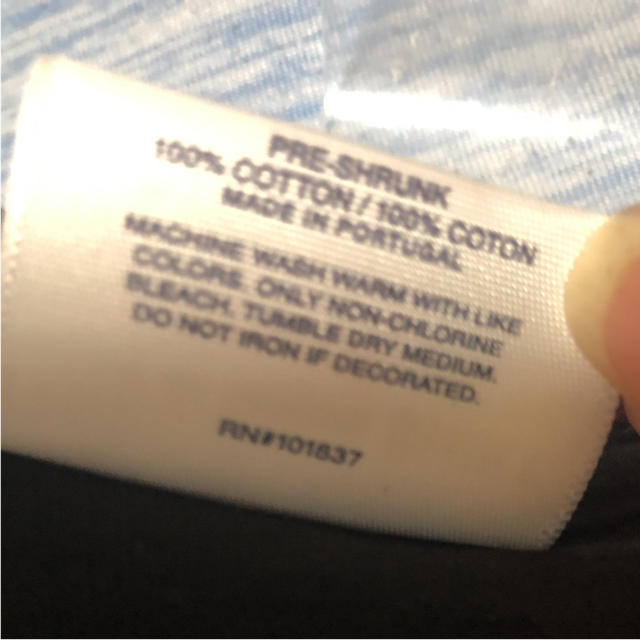 PRE-SHRUNK
100% COTTON / 100% COTON
MADE IN PORTUGAL
MACHINE WASH WARM WITH LIKE
COLORS. ONLY NON-CHLORINE
BLEACH. TUMBLE DRY MEDIUM.
DO NOT IRON IF DECORATED.
RN#101837